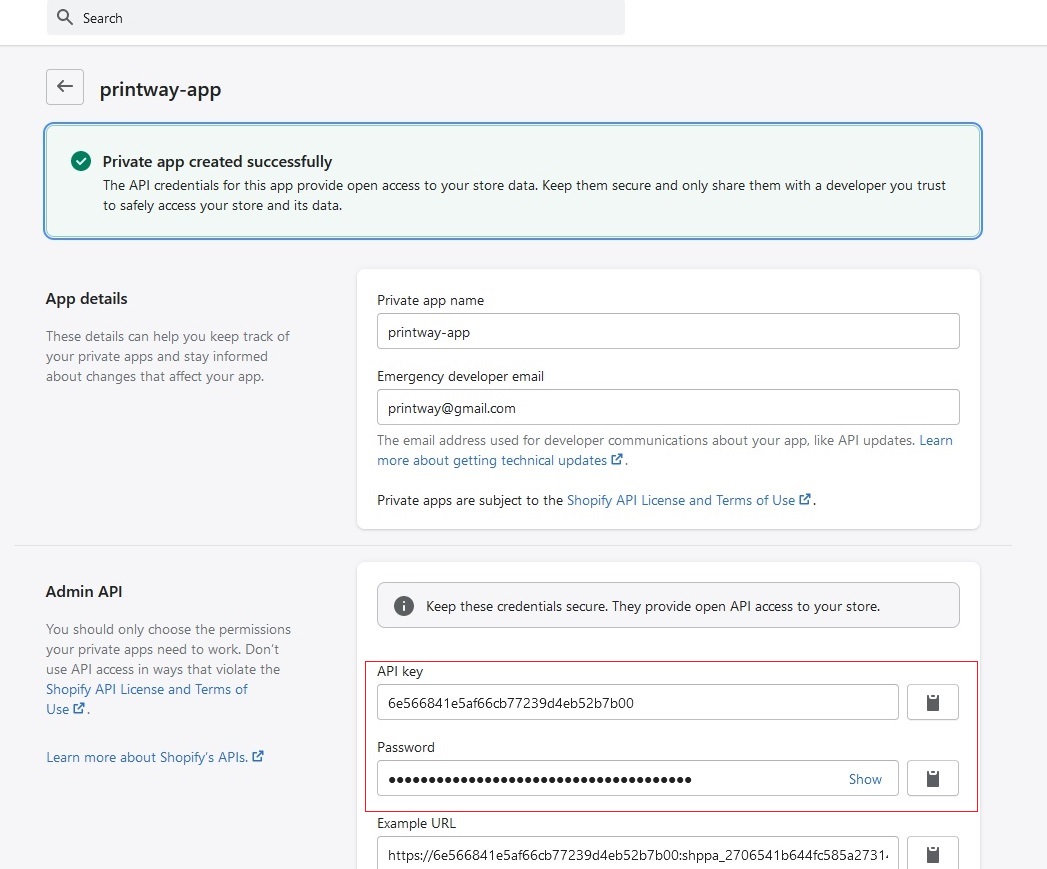 Search
printway-app
Private app created successfully
The API credentials for this app provide open access to your store data. Keep them secure and only share them with a developer you trust
to safely access your store and its data.
App details
These details can help you keep track of
your private apps and stay informed
about changes that affect your app.
Private app name
printway-app
Emergency developer email
printway@gmail.com
The email address used for developer communications about your app, like API updates. Learn
more about getting technical updates .
Private apps are subject to the Shopify API License and Terms of Use .
Admin API
You should only choose the permissions
your private apps need to work. Don't
use API access in ways that violate the
Shopify API License and Terms of
Use .
Learn more about Shopify's APIs.
Keep these credentials secure. They provide open API access to your store.
API key
6e566841e5af66cb77239d4eb52b7b00
Password
••••••••••••••••••••••••••••••••••••••
Show
Example URL
https://6e566841e5af66cb77239d4eb52b7b00:shppa_2706541b644fc585a2731